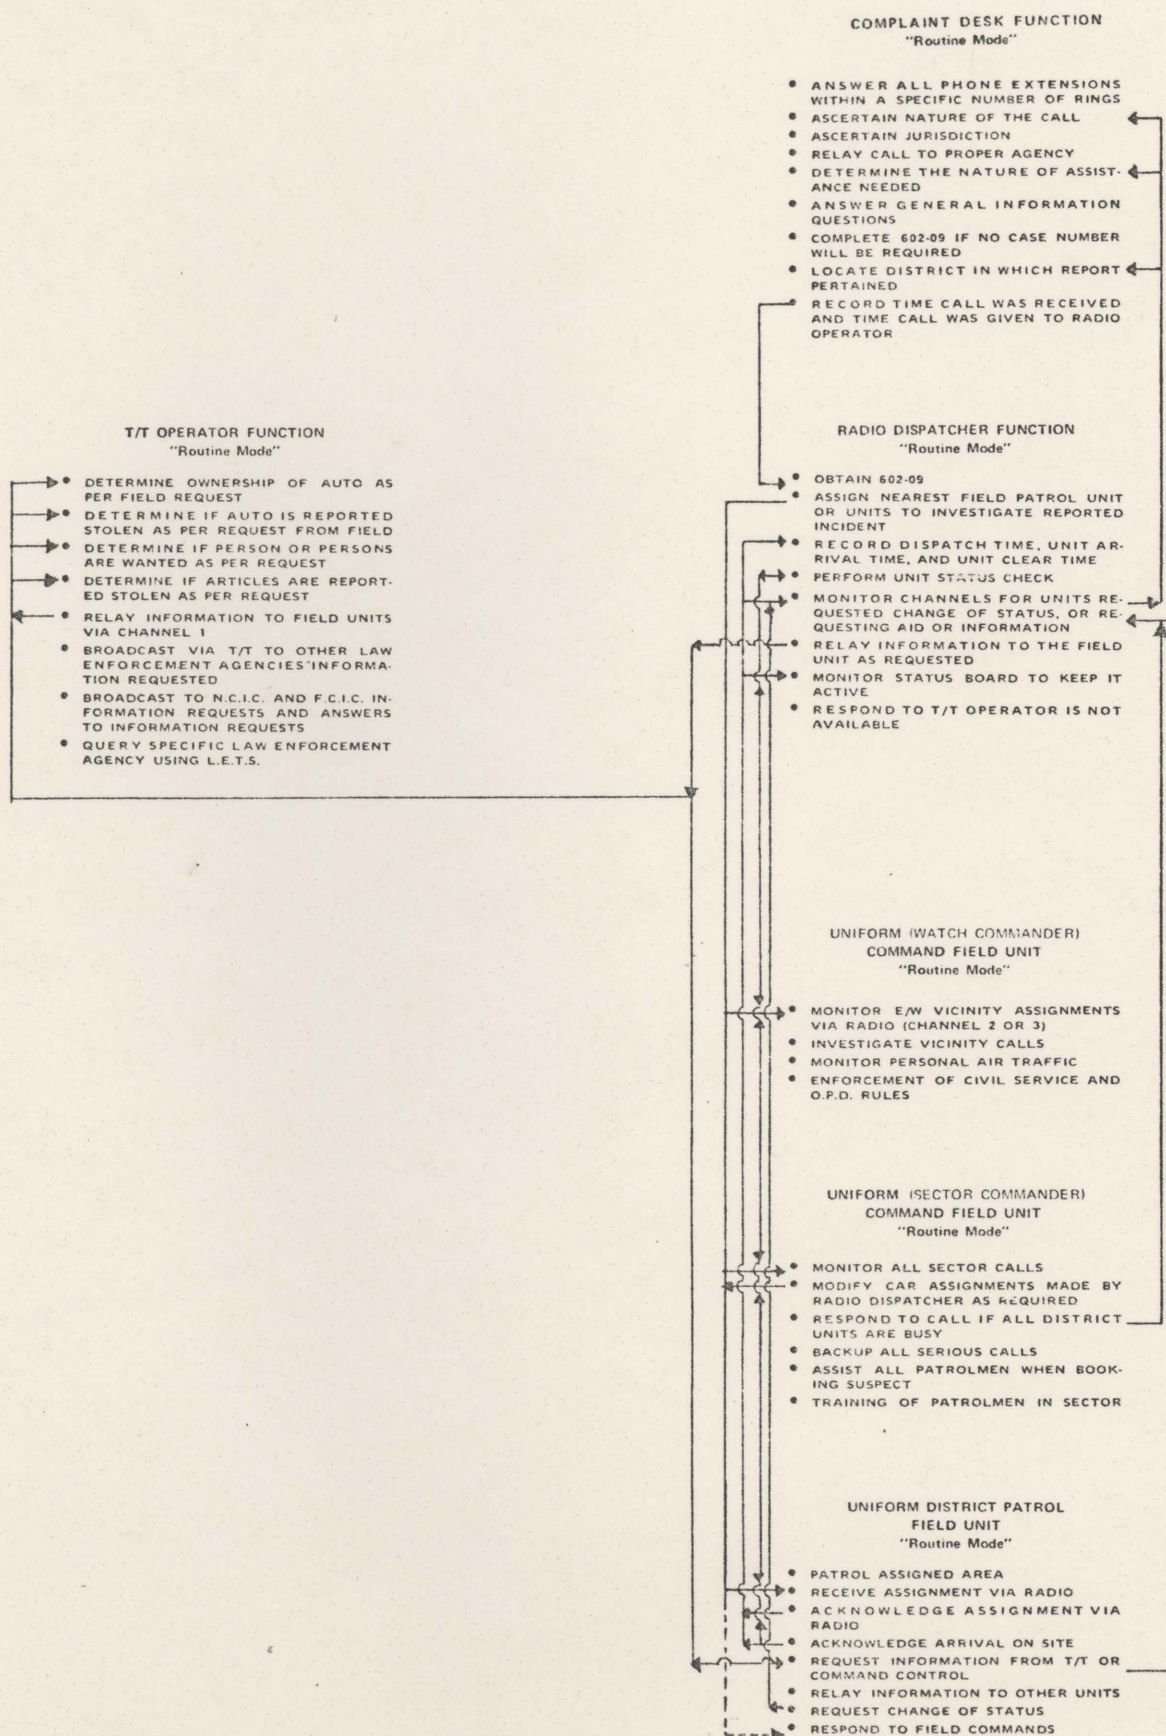 COMPLAINT DESK FUNCTION
"Routine Mode"
• ANSWER ALL PHONE EXTENSIONS
WITHIN A SPECIFIC NUMBER OF RINGS
• ASCERTAIN NATURE OF THE CALL
• ASCERTAIN JURISDICTION
• RELAY CALL TO PROPER AGENCY
• DETERMINE THE NATURE OF ASSIST-
ANCE NEEDED
• ANSWER GENERAL INFORMATION
QUESTIONS
• COMPLETE 602-09 IF NO CASE NUMBER
WILL BE REQUIRED
• LOCATE DISTRICT IN WHICH REPORT
PERTAINED
• RECORD TIME CALL WAS RECEIVED
AND TIME CALL WAS GIVEN TO RADIO
OPERATOR
T/T OPERATOR FUNCTION
"Routine Mode"
• DETERMINE OWNERSHIP OF AUTO AS
PER FIELD REQUEST
• DETERMINE IF AUTO IS REPORTED
STOLEN AS PER REQUEST FROM FIELD
• DETERMINE IF PERSON OR PERSONS
ARE WANTED AS PER REQUEST
• DETERMINE IF ARTICLES ARE REPORT-
ED STOLEN AS PER REQUEST
• RELAY INFORMATION TO FIELD UNITS
VIA CHANNEL 1
• BROADCAST VIA T/T TO OTHER LAW
ENFORCEMENT AGENCIES INFORMA-
TION REQUESTED
• BROADCAST TO N.C.I.C. AND F.C.I.C. IN-
FORMATION REQUESTS AND ANSWERS
TO INFORMATION REQUESTS
• QUERY SPECIFIC LAW ENFORCEMENT
AGENCY USING L.E.T.S.
RADIO DISPATCHER FUNCTION
"Routine Mode"
• OBTAIN 602-09
• ASSIGN NEAREST FIELD PATROL UNIT
OR UNITS TO INVESTIGATE REPORTED
INCIDENT
• RECORD DISPATCH TIME, UNIT AR-
RIVAL TIME, AND UNIT CLEAR TIME
• PERFORM UNIT STATUS CHECK
• MONITOR CHANNELS FOR UNITS RE-
QUESTED CHANGE OF STATUS, OR RE-
QUESTING AID OR INFORMATION
• RELAY INFORMATION TO THE FIELD
UNIT AS REQUESTED
• MONITOR STATUS BOARD TO KEEP IT
ACTIVE
• RESPOND TO T/T OPERATOR IS NOT
AVAILABLE
UNIFORM (WATCH COMMANDER)
COMMAND FIELD UNIT
"Routine Mode"
• MONITOR E/W VICINITY ASSIGNMENTS
VIA RADIO (CHANNEL 2 OR 3)
• INVESTIGATE VICINITY CALLS
• MONITOR PERSONAL AIR TRAFFIC
• ENFORCEMENT OF CIVIL SERVICE AND
O.P.D. RULES
UNIFORM (SECTOR COMMANDER)
COMMAND FIELD UNIT
"Routine Mode"
• MONITOR ALL SECTOR CALLS
• MODIFY CAR ASSIGNMENTS MADE BY
RADIO DISPATCHER AS REQUIRED
• RESPOND TO CALL IF ALL DISTRICT
UNITS ARE BUSY
• BACKUP ALL SERIOUS CALLS
• ASSIST ALL PATROLMEN WHEN BOOK-
ING SUSPECT
• TRAINING OF PATROLMEN IN SECTOR
UNIFORM DISTRICT PATROL
FIELD UNIT
"Routine Mode"
• PATROL ASSIGNED AREA
• RECEIVE ASSIGNMENT VIA RADIO
• ACKNOWLEDGE ASSIGNMENT VIA
RADIO
• ACKNOWLEDGE ARRIVAL ON SITE
• REQUEST INFORMATION FROM T/T OR
COMMAND CONTROL
• RELAY INFORMATION TO OTHER UNITS
• REQUEST CHANGE OF STATUS
• RESPOND TO FIELD COMMANDS